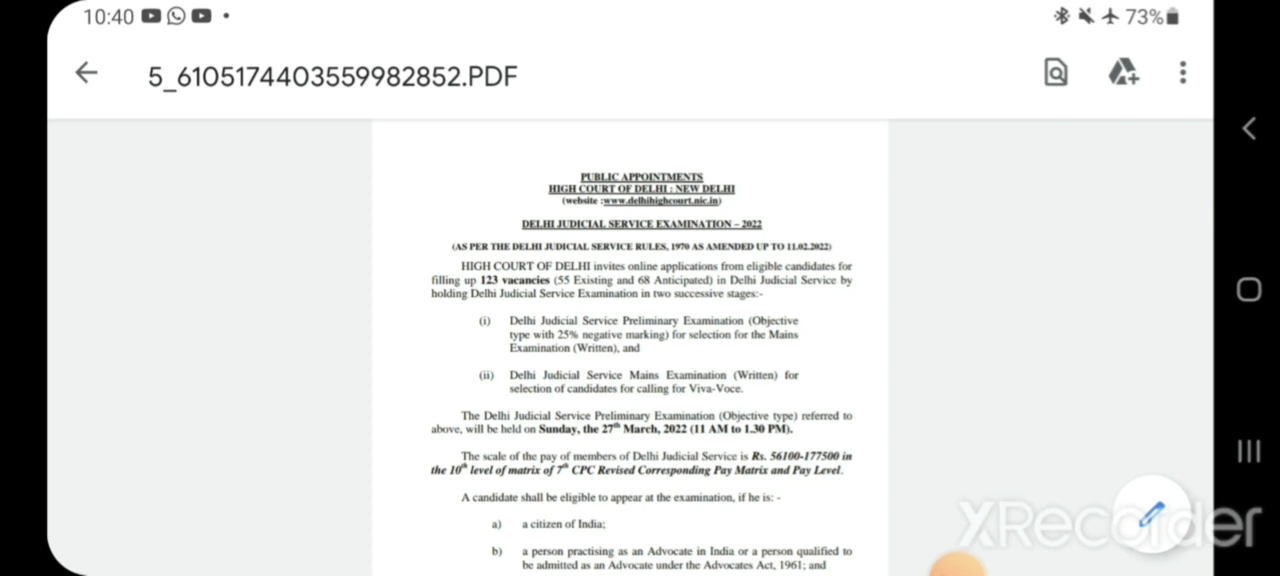 10:40
73%
5_6105174403559982852.PDF
PUBLIC APPOINTMENTS
HIGH COURT OF DELHI : NEW DELHI
(website :www.delhihighcourt.nic.in)
DELHI JUDICIAL SERVICE EXAMINATION – 2022
(AS PER THE DELHI JUDICIAL SERVICE RULES, 1970 AS AMENDED UP TO 11.02.2022)
HIGH COURT OF DELHI invites online applications from eligible candidates for
filling up 123 vacancies (55 Existing and 68 Anticipated) in Delhi Judicial Service by
holding Delhi Judicial Service Examination in two successive stages:-
(i) Delhi Judicial Service Preliminary Examination (Objective
type with 25% negative marking) for selection for the Mains
Examination (Written), and
(ii) Delhi Judicial Service Mains Examination (Written) for
selection of candidates for calling for Viva-Voce.
The Delhi Judicial Service Preliminary Examination (Objective type) referred to
above, will be held on Sunday, the 27th March, 2022 (11 AM to 1.30 PM).
The scale of the pay of members of Delhi Judicial Service is Rs. 56100-177500 in
the 10th level of matrix of 7th CPC Revised Corresponding Pay Matrix and Pay Level.
A candidate shall be eligible to appear at the examination, if he is: -
a) a citizen of India;
b) a person practising as an Advocate in India or a person qualified to
be admitted as an Advocate under the Advocates Act, 1961; and
XRecorder